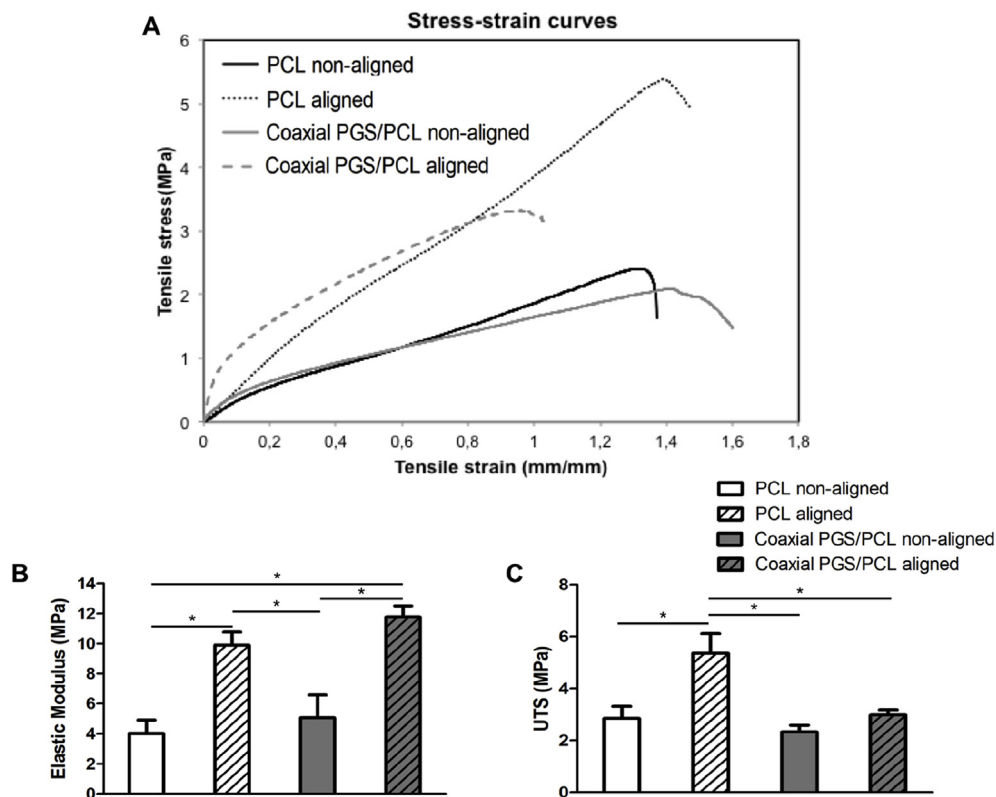 A
Stress-strain curves
6
5
4
3
2
1
0
Tensile stress(MPa)
PCL non-aligned
PCL aligned
Coaxial PGS/PCL non-aligned
Coaxial PGS/PCL aligned
0 0,2 0,4 0,6 0,8 1 1,2 1,4 1,6 1,8
Tensile strain (mm/mm)
PCL non-aligned
PCL aligned
Coaxial PGS/PCL non-aligned
Coaxial PGS/PCL aligned
B
14
12
10
8
6
4
2
0
Elastic Modulus (MPa)
*
* * *
C
8
6
4
2
0
UTS (MPa)
*
* *